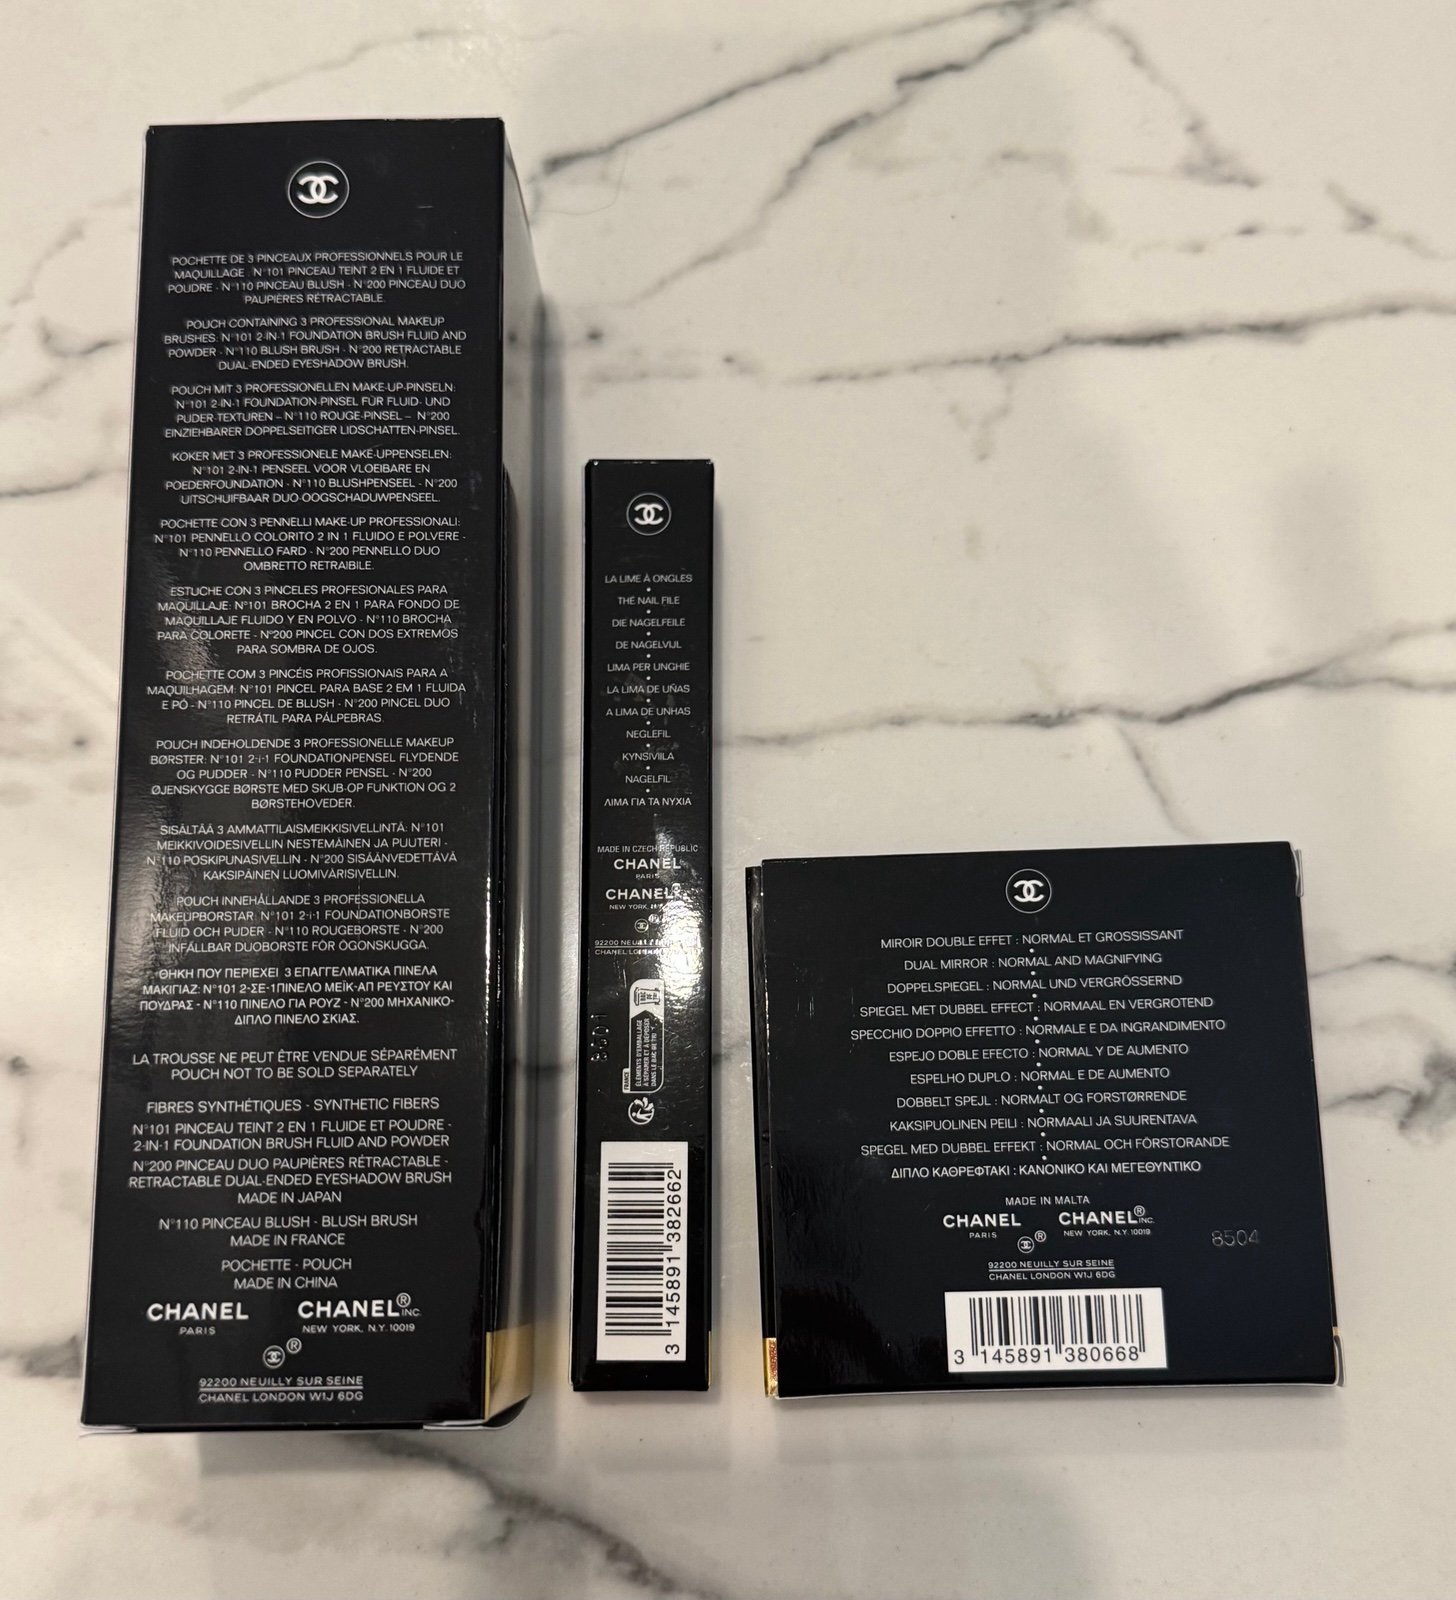 POCHETTE DE 3 PINCEAUX PROFESSIONNELS POUR LE
MAQUILLAGE : N°101 PINCEAU TEINT 2 EN 1 FLUIDE ET
POUDRE - N°110 PINCEAU BLUSH - N°200 PINCEAU DUO
PAUPIÈRES RÉTRACTABLE.
POUCH CONTAINING 3 PROFESSIONAL MAKEUP
BRUSHES: N°101 2-IN-1 FOUNDATION BRUSH FLUID AND
POWDER - N°110 BLUSH BRUSH - N°200 RETRACTABLE
DUAL-ENDED EYESHADOW BRUSH.
POUCH MIT 3 PROFESSIONELLEN MAKE-UP-PINSELN:
N°101 2-IN-1 FOUNDATION-PINSEL FÜR FLUID- UND
PUDER-TEXTUREN – N°110 ROUGE-PINSEL – N°200
EINZIEHBARER DOPPELSEITIGER LIDSCHATTEN-PINSEL.
KOKER MET 3 PROFESSIONELE MAKE-UPPENSELEN:
N°101 2-IN-1 PENSEEL VOOR VLOEIBARE EN
POEDERFOUNDATION - N°110 BLUSHPENSEEL - N°200
UITSCHUIFBAAR DUO-OOGSCHADUWPENSEEL.
POCHETTE CON 3 PENNELLI MAKE-UP PROFESSIONALI:
N°101 PENNELLO COLORITO 2 IN 1 FLUIDO E POLVERE -
N°110 PENNELLO FARD - N°200 PENNELLO DUO
OMBRETTO RETRAIBILE.
ESTUCHE CON 3 PINCELES PROFESIONALES PARA
MAQUILLAJE: N°101 BROCHA 2 EN 1 PARA FONDO DE
MAQUILLAJE FLUIDO Y EN POLVO - N°110 BROCHA
PARA COLORETE - N°200 PINCEL CON DOS EXTREMOS
PARA SOMBRA DE OJOS.
POCHETTE COM 3 PINCÉIS PROFISSIONAIS PARA A
MAQUILHAGEM: N°101 PINCEL PARA BASE 2 EM 1 FLUIDA
E PÓ - N°110 PINCEL DE BLUSH - N°200 PINCEL DUO
RETRÁTIL PARA PÁLPEBRAS.
POUCH INDEHOLDENDE 3 PROFESSIONELLE MAKEUP
BØRSTER: N°101 2-i-1 FOUNDATIONPENSEL FLYDENDE
OG PUDDER - N°110 PUDDER PENSEL - N°200
ØJENSKYGGE BØRSTE MED SKUB-OP FUNKTION OG 2
BØRSTEHOVEDER.
SISÄLTÄÄ 3 AMMATTILAISMEIKKISIVELLINTÄ: N°101
MEIKKIVOIDESIVELLIN NESTEMÄINEN JA PUUTERI -
N°110 POSKIPUNASIVELLIN - N°200 SISÄÄNVEDETTÄVÄ
KAKSIPÄINEN LUOMIVÄRISIVELLIN.
POUCH INNEHÅLLANDE 3 PROFESSIONELLA
MAKEUPBORSTAR: N°101 2-i-1 FOUNDATIONBORSTE
FLUID OCH PUDER - N°110 ROUGEBORSTE - N°200
INFÄLLBAR DUOBORSTE FÖR ÖGONSKUGGA.
ΘΗΚΗ ΠΟΥ ΠΕΡΙΕΧΕΙ 3 ΕΠΑΓΓΕΛΜΑΤΙΚΑ ΠΙΝΕΛΑ
ΜΑΚΙΓΙΑΖ: N°101 2-ΣΕ-1ΠΙΝΕΛΟ ΜΕΪΚ-ΑΠ ΡΕΥΣΤΟΥ ΚΑΙ
ΠΟΥΔΡΑΣ - N°110 ΠΙΝΕΛΟ ΓΙΑ ΡΟΥΖ - N°200 ΜΗΧΑΝΙΚΟ-
ΔΙΠΛΟ ΠΙΝΕΛΟ ΣΚΙΑΣ.
LA TROUSSE NE PEUT ÊTRE VENDUE SÉPARÉMENT
POUCH NOT TO BE SOLD SEPARATELY
FIBRES SYNTHÉTIQUES - SYNTHETIC FIBERS
N°101 PINCEAU TEINT 2 EN 1 FLUIDE ET POUDRE -
2-IN-1 FOUNDATION BRUSH FLUID AND POWDER
N°200 PINCEAU DUO PAUPIÈRES RÉTRACTABLE -
RETRACTABLE DUAL-ENDED EYESHADOW BRUSH
MADE IN JAPAN
N°110 PINCEAU BLUSH - BLUSH BRUSH
MADE IN FRANCE
POCHETTE - POUCH
MADE IN CHINA
CHANEL CHANEL® INC.
PARIS NEW YORK, N.Y. 10019
®
92200 NEUILLY SUR SEINE
CHANEL LONDON W1J 6DG
LA LIME À ONGLES
•
THE NAIL FILE
•
DIE NAGELFEILE
•
DE NAGELVIJL
•
LIMA PER UNGHIE
•
LA LIMA DE UÑAS
•
A LIMA DE UNHAS
•
NEGLEFIL
•
KYNSIVIILA
•
NAGELFIL
•
ΛΙΜΑ ΓΙΑ ΤΑ ΝΥΧΙΑ
MADE IN CZECH REPUBLIC
CHANEL
PARIS
CHANEL
NEW YORK,
®
92200
CHANEL
8501
FRANCE
ÉLÉMENTS D'EMBALLAGE
À SÉPARER ET À DÉPOSER
DANS LE BAC DE TRI
BAC
DE
TRI
3 145891 382662
MIROIR DOUBLE EFFET : NORMAL ET GROSSISSANT
•
DUAL MIRROR : NORMAL AND MAGNIFYING
•
DOPPELSPIEGEL : NORMAL UND VERGRÖSSERND
•
SPIEGEL MET DUBBEL EFFECT : NORMAAL EN VERGROTEND
•
SPECCHIO DOPPIO EFFETTO : NORMALE E DA INGRANDIMENTO
•
ESPEJO DOBLE EFECTO : NORMAL Y DE AUMENTO
•
ESPELHO DUPLO : NORMAL E DE AUMENTO
•
DOBBELT SPEJL : NORMALT OG FORSTØRRENDE
•
KAKSIPUOLINEN PEILI : NORMAALI JA SUURENTAVA
•
SPEGEL MED DUBBEL EFFEKT : NORMAL OCH FÖRSTORANDE
•
ΔΙΠΛΟ ΚΑΘΡΕΦΤΑΚΙ : ΚΑΝΟΝΙΚΟ ΚΑΙ ΜΕΓΕΘΥΝΤΙΚΟ
MADE IN MALTA
CHANEL CHANEL® INC.
PARIS NEW YORK, N.Y. 10019
®
92200 NEUILLY SUR SEINE
CHANEL LONDON W1J 6DG
8504
3 145891 380668